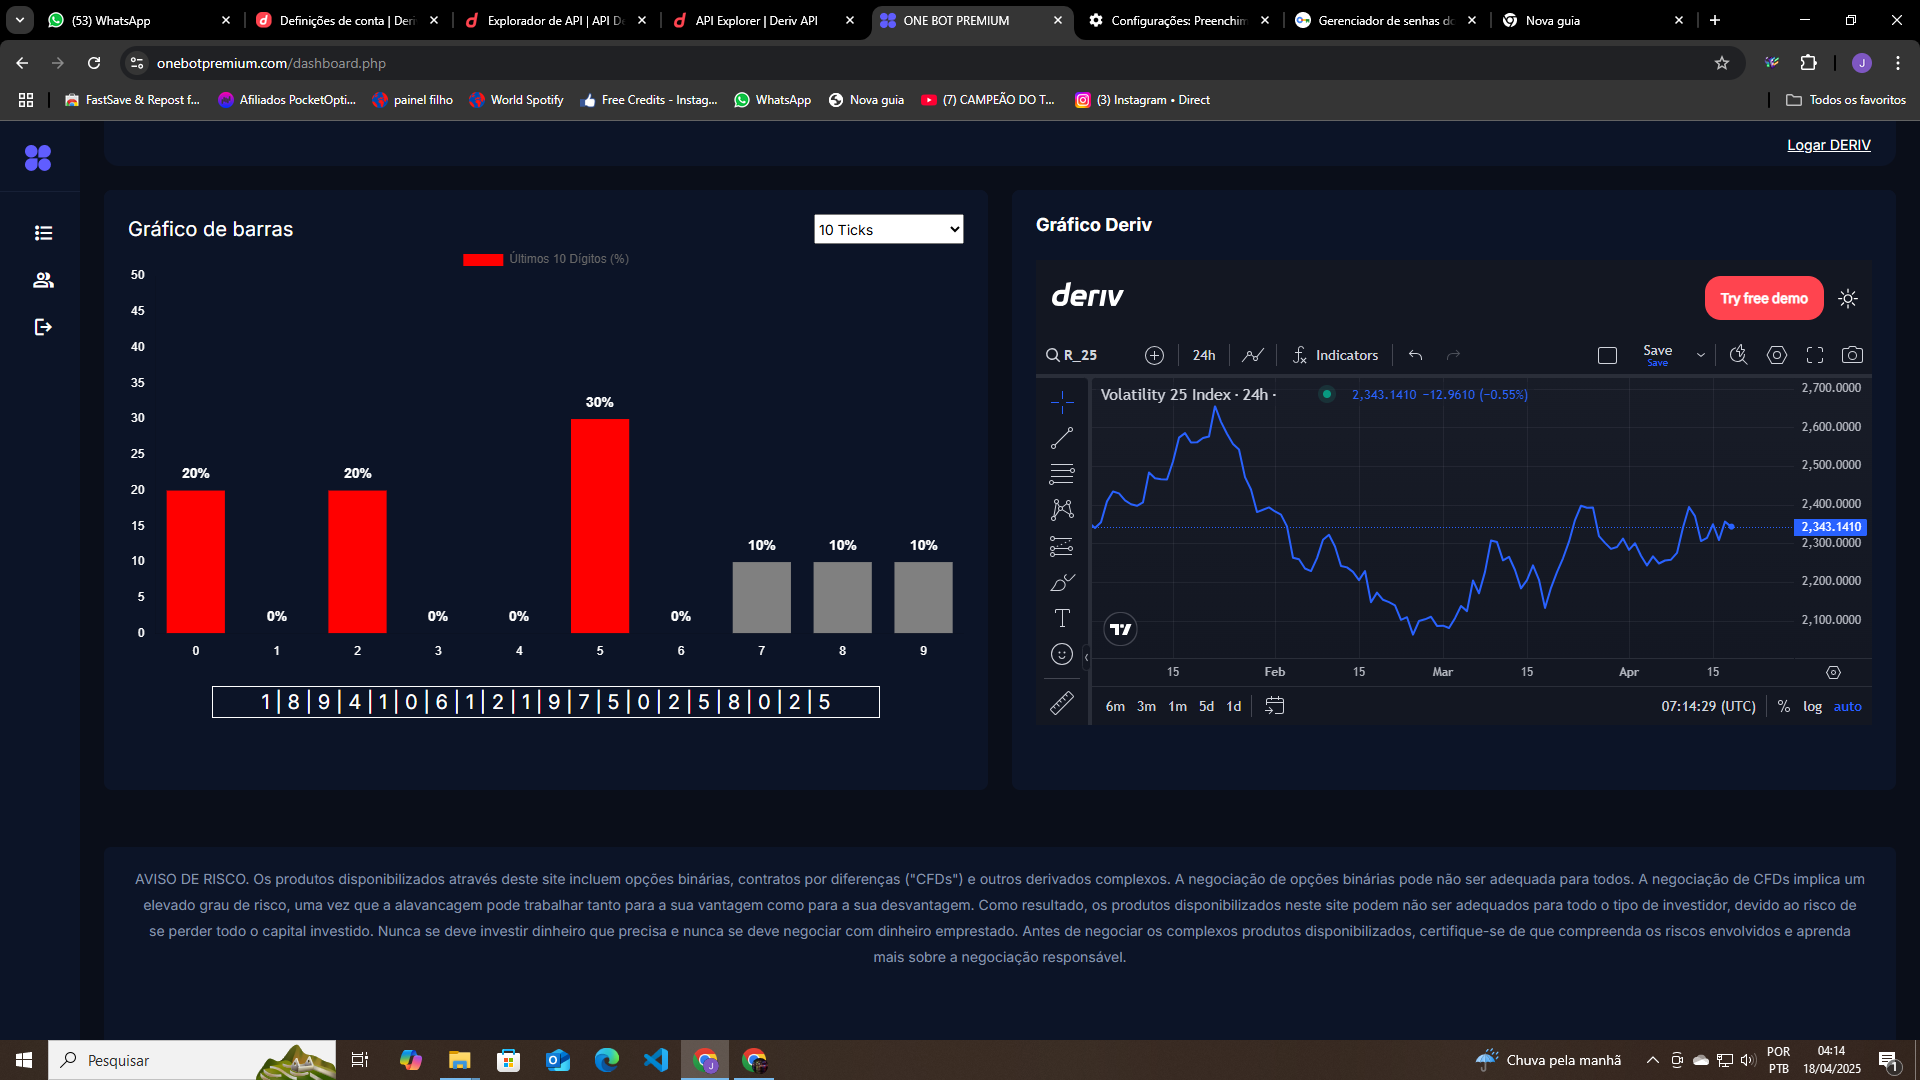 (53) WhatsApp
Definições de conta | Deri
Explorador de API | API De
API Explorer | Deriv API
ONE BOT PREMIUM
Configurações: Preenchim
Gerenciador de senhas do
Nova guia
onebotpremium.com/dashboard.php
J
FastSave & Repost f...
Afiliados PocketOpti...
painel filho
World Spotify
Free Credits - Instag...
WhatsApp
Nova guia
(7) CAMPEÃO DO T...
(3) Instagram • Direct
Todos os favoritos
Logar DERIV
Gráfico de barras
10 Ticks
Últimos 10 Dígitos (%)
50
45
40
35
30
25
20
15
10
5
0
20%
0%
20%
0%
0%
30%
0%
10%
10%
10%
0 1 2 3 4 5 6 7 8 9
1|8|9|4|1|0|6|1|2|1|9|7|5|0|2|5|8|0|2|5
Gráfico Deriv
deriv
Try free demo
R_25
24h
Indicators
Save
Save
Volatility 25 Index · 24h ·
2,343.1410 −12.9610 (−0.55%)
2,700.0000
2,600.0000
2,500.0000
2,400.0000
2,343.1410
2,300.0000
2,200.0000
2,100.0000
15 Feb 15 Mar 15 Apr 15
6m 3m 1m 5d 1d
07:14:29 (UTC)
% log auto
AVISO DE RISCO. Os produtos disponibilizados através deste site incluem opções binárias, contratos por diferenças ("CFDs") e outros derivados complexos. A negociação de opções binárias pode não ser adequada para todos. A negociação de CFDs implica um
elevado grau de risco, uma vez que a alavancagem pode trabalhar tanto para a sua vantagem como para a sua desvantagem. Como resultado, os produtos disponibilizados neste site podem não ser adequados para todo o tipo de investidor, devido ao risco de
se perder todo o capital investido. Nunca se deve investir dinheiro que precisa e nunca se deve negociar com dinheiro emprestado. Antes de negociar os complexos produtos disponibilizados, certifique-se de que compreenda os riscos envolvidos e aprenda
mais sobre a negociação responsável.
Pesquisar
Chuva pela manhã
POR
PTB
04:14
18/04/2025
1